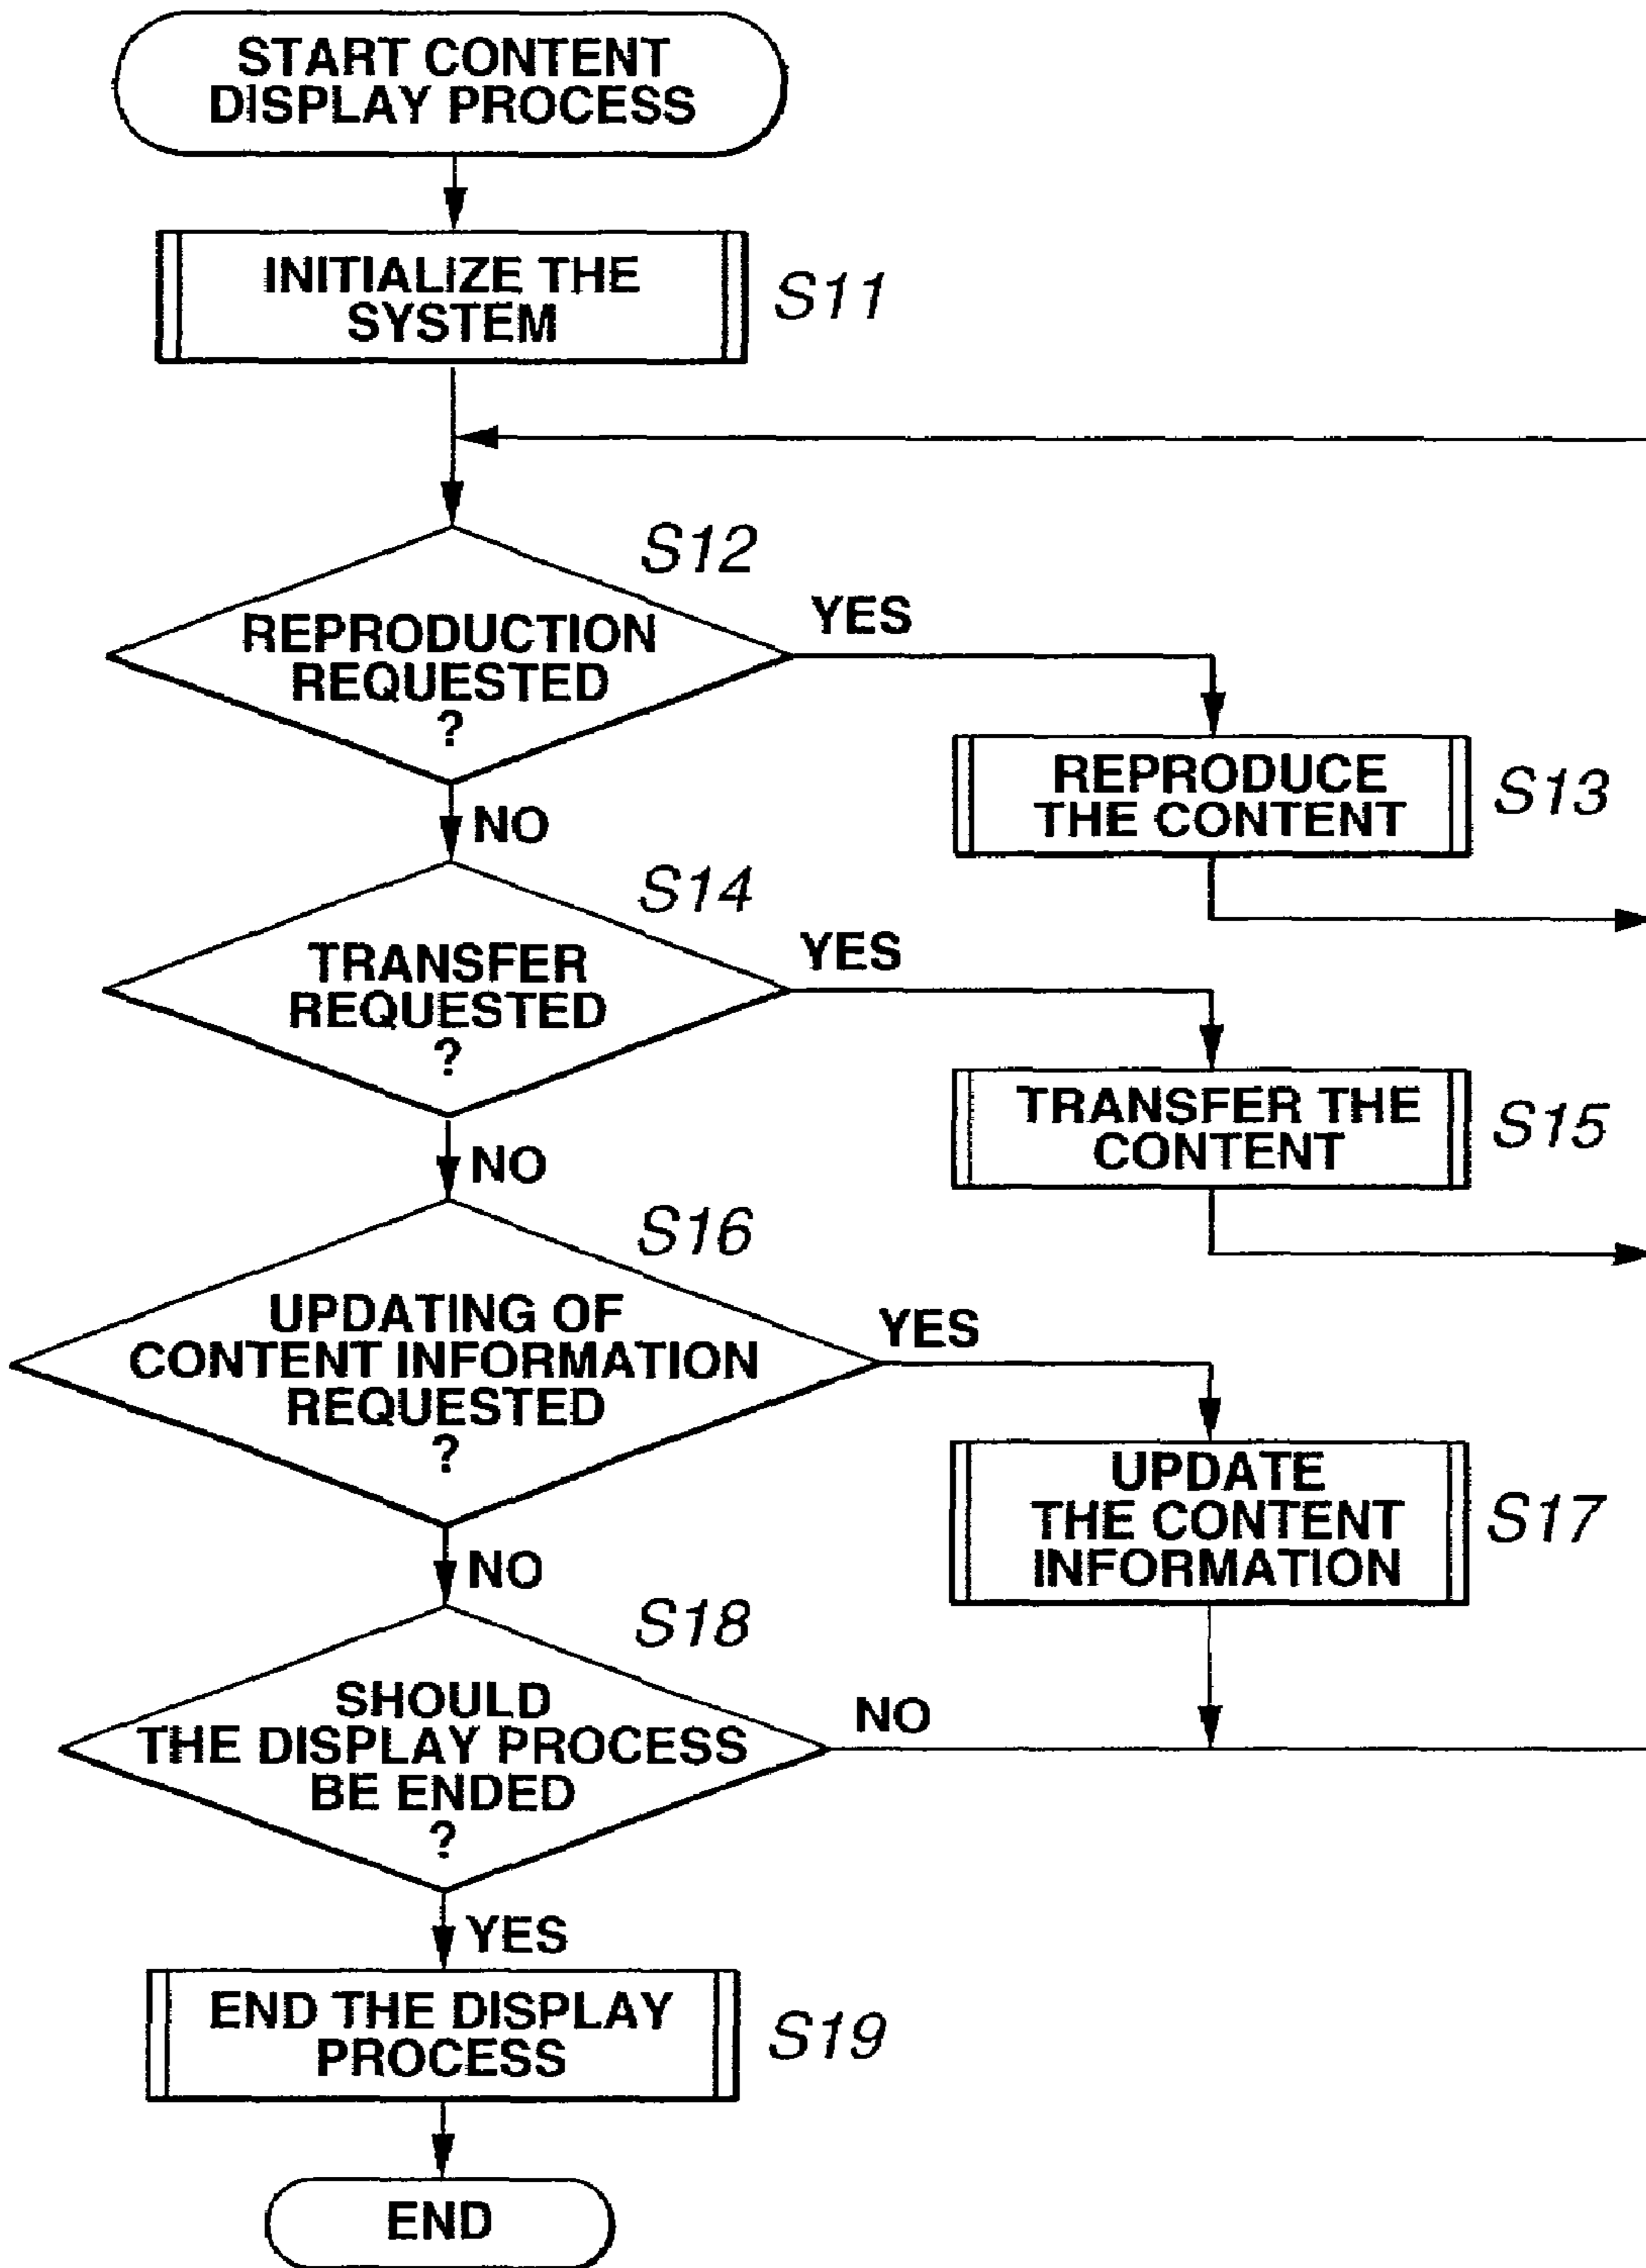 START CONTENT
DISPLAY PROCESS
INITIALIZE THE
SYSTEM
S11
S12
REPRODUCTION
REQUESTED
?
YES
NO
REPRODUCE
THE CONTENT
S13
S14
TRANSFER
REQUESTED
?
YES
NO
TRANSFER THE
CONTENT
S15
S16
UPDATING OF
CONTENT INFORMATION
REQUESTED
?
YES
NO
UPDATE
THE CONTENT
INFORMATION
S17
S18
SHOULD
THE DISPLAY PROCESS
BE ENDED
?
NO
YES
END THE DISPLAY
PROCESS
S19
END